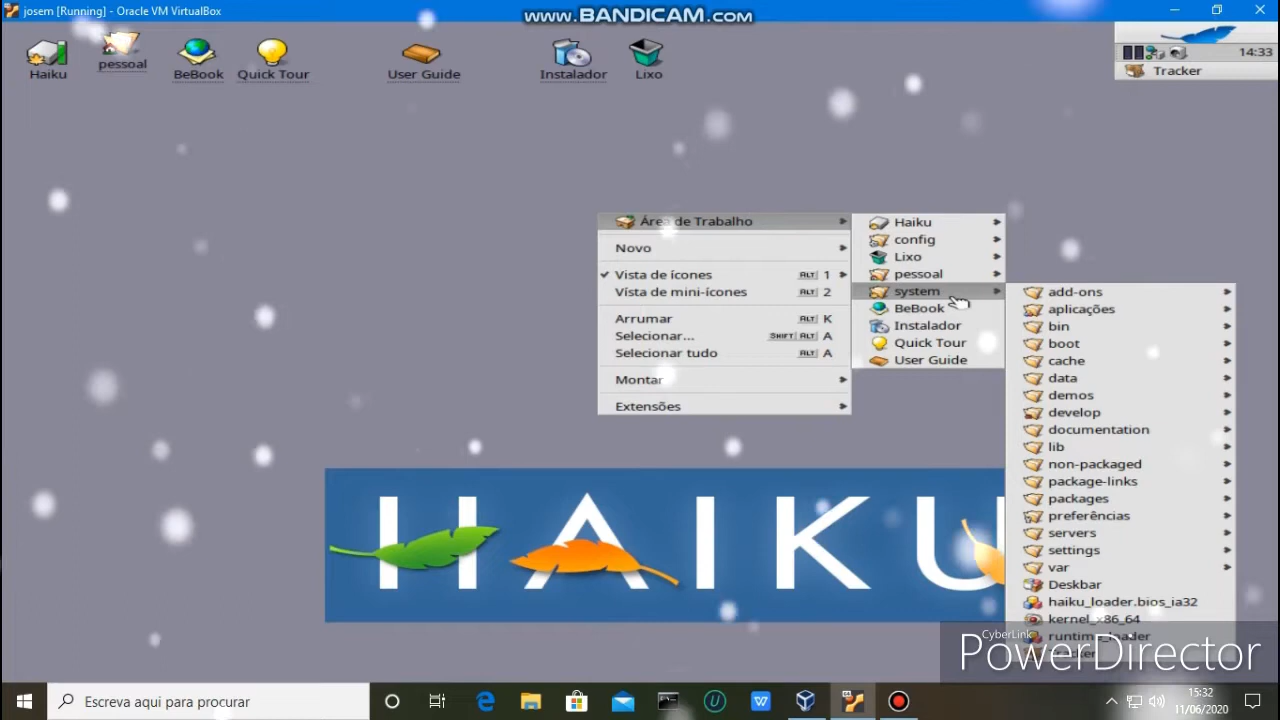 josem [Running] - Oracle VM VirtualBox
www.BANDICAM.com
Haiku
pessoal
BeBook
Quick Tour
User Guide
Instalador
Lixo
14:33
Tracker
Área de Trabalho
Novo
Vista de ícones ALT 1
Vista de mini-ícones ALT 2
Arrumar ALT K
Selecionar... SHIFT ALT A
Selecionar tudo ALT A
Montar
Extensões
Haiku
config
Lixo
pessoal
system
BeBook
Instalador
Quick Tour
User Guide
add-ons
aplicações
bin
boot
cache
data
demos
develop
documentation
lib
non-packaged
package-links
packages
preferências
servers
settings
var
Deskbar
haiku_loader.bios_ia32
kernel_x86_64
runtime_loader
Tracker
HAIKU
CyberLink
PowerDirector
Escreva aqui para procurar
15:32
11/06/2020